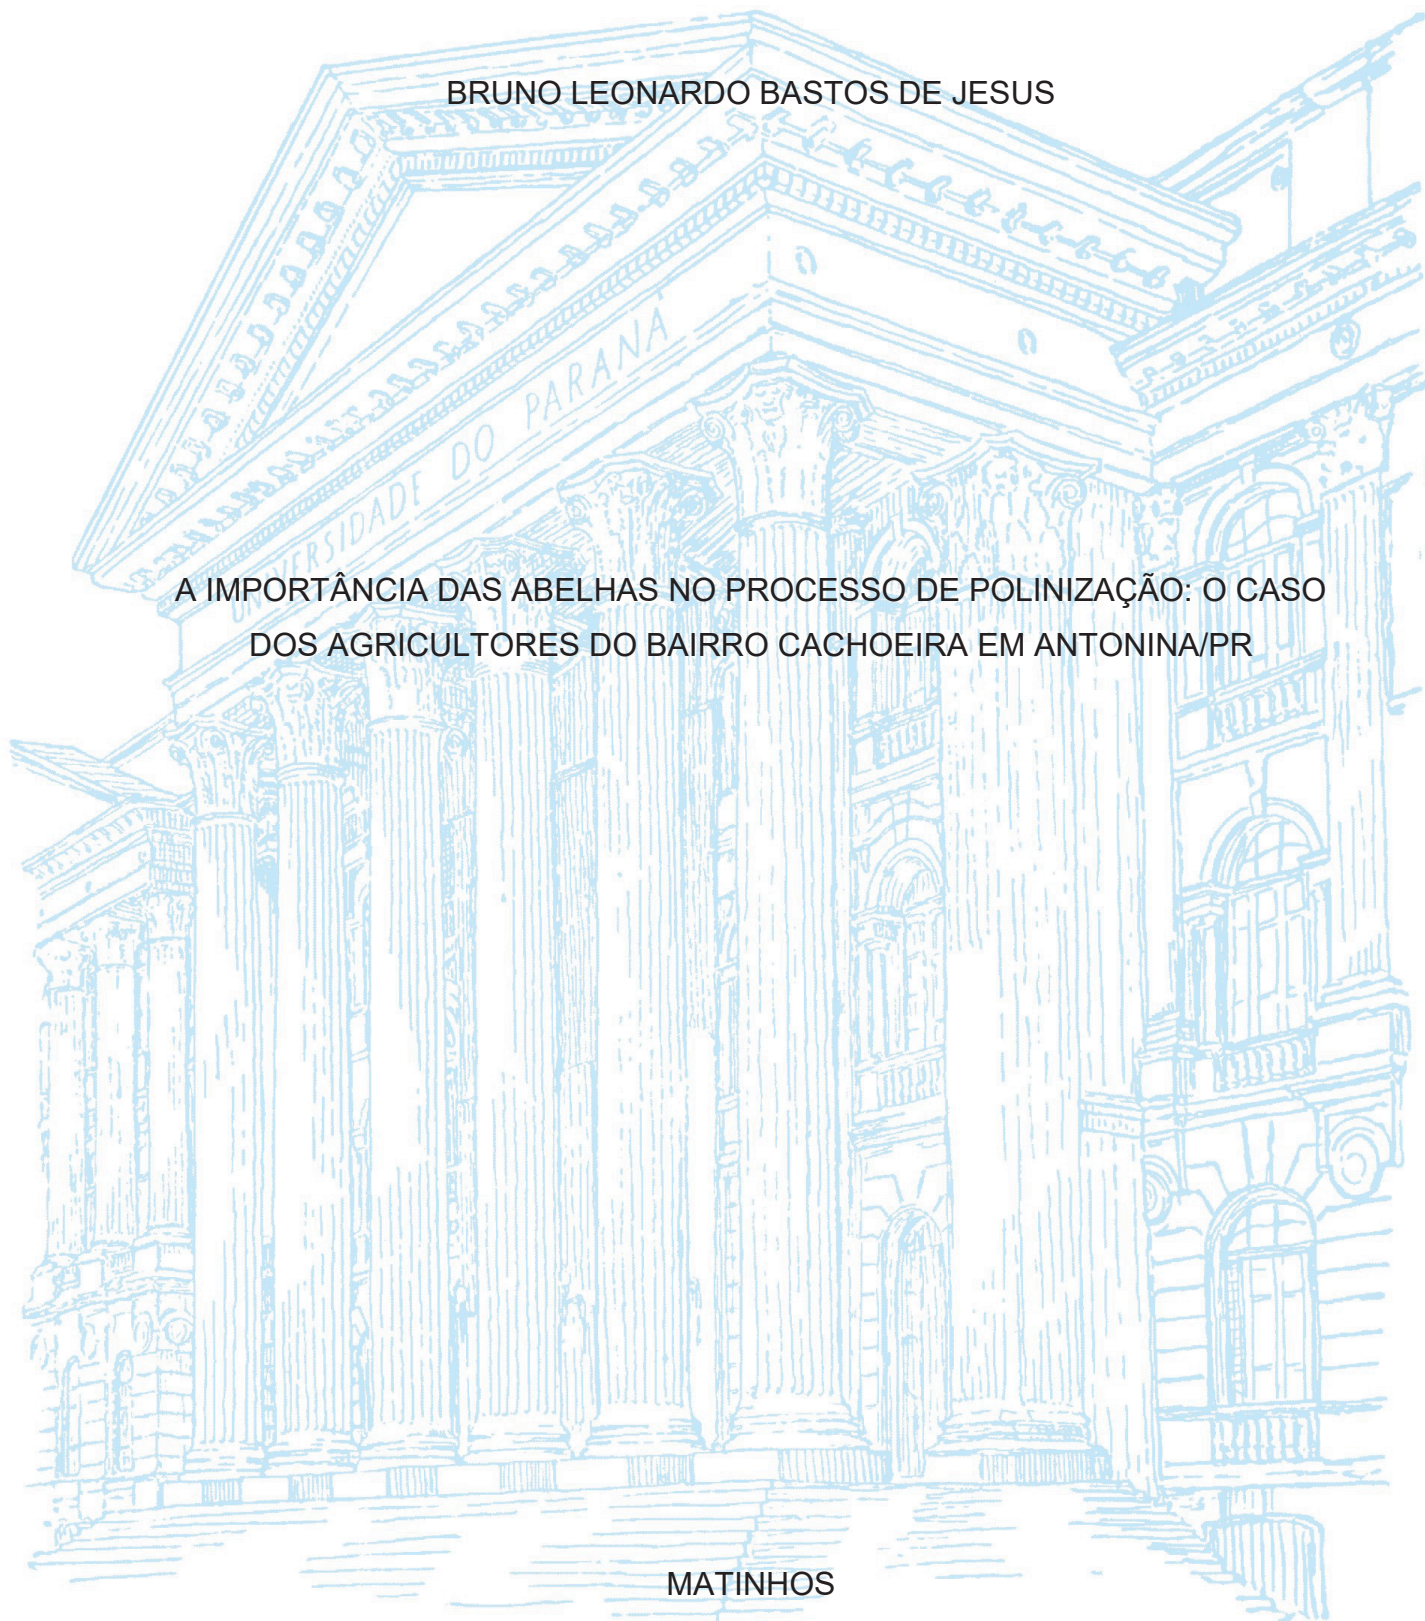 BRUNO LEONARDO BASTOS DE JESUS
UNIVERSIDADE DO PARANÁ
A IMPORTÂNCIA DAS ABELHAS NO PROCESSO DE POLINIZAÇÃO: O CASO
DOS AGRICULTORES DO BAIRRO CACHOEIRA EM ANTONINA/PR
MATINHOS